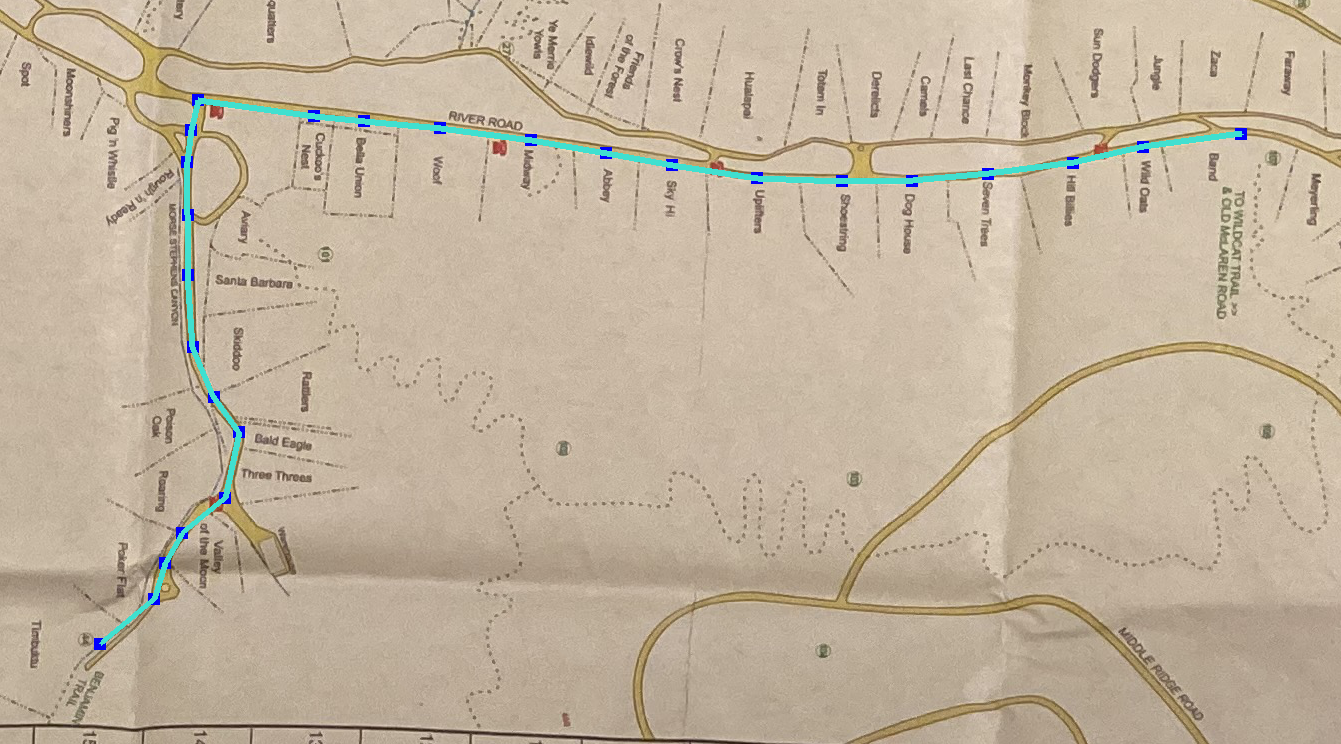 Spot
Moonshiners
Pig 'n Whistle
Rough 'n Ready
MORSE STEPHENS CANYON
Aviary
Santa Barbara
Skiddoo
Rattlers
Poison
Oak
Bald Eagle
Three Threes
Roaring
Valley
of the Moon
Poker Flat
Timbuktu
44
BENJAMIN
TRAIL
Cuckoo's
Nest
Bella Union
Woof
RIVER ROAD
Midway
Abbey
Sky Hi
Uplifters
Shoestring
Dog House
Seven Trees
Hill Billies
Wild Oats
Band
Ye Merrie
Yowls
Idlewild
Friends
of the Forest
Crow's Nest
Hualapai
Totem In
Derelicts
Camels
Last Chance
Monkey Block
Sun Dodgers
Jungle
Zaca
Faraway
Meyerling
TO WILDCAT TRAIL >>
& OLD McLAREN ROAD
101
MIDDLE RIDGE ROAD
15
14
13